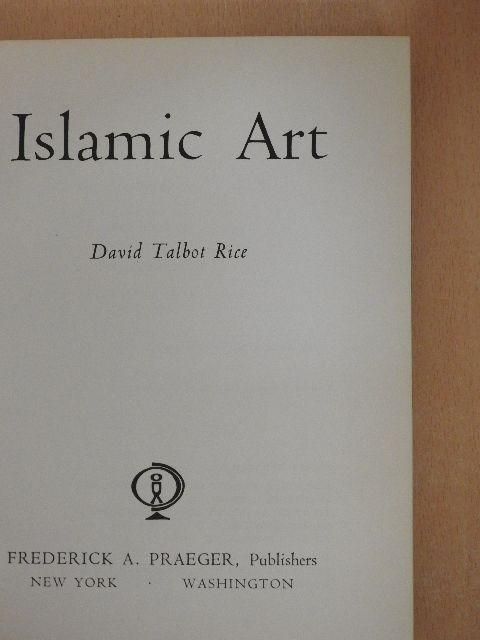 Islamic Art
David Talbot Rice
FREDERICK A. PRAEGER, Publishers
NEW YORK · WASHINGTON